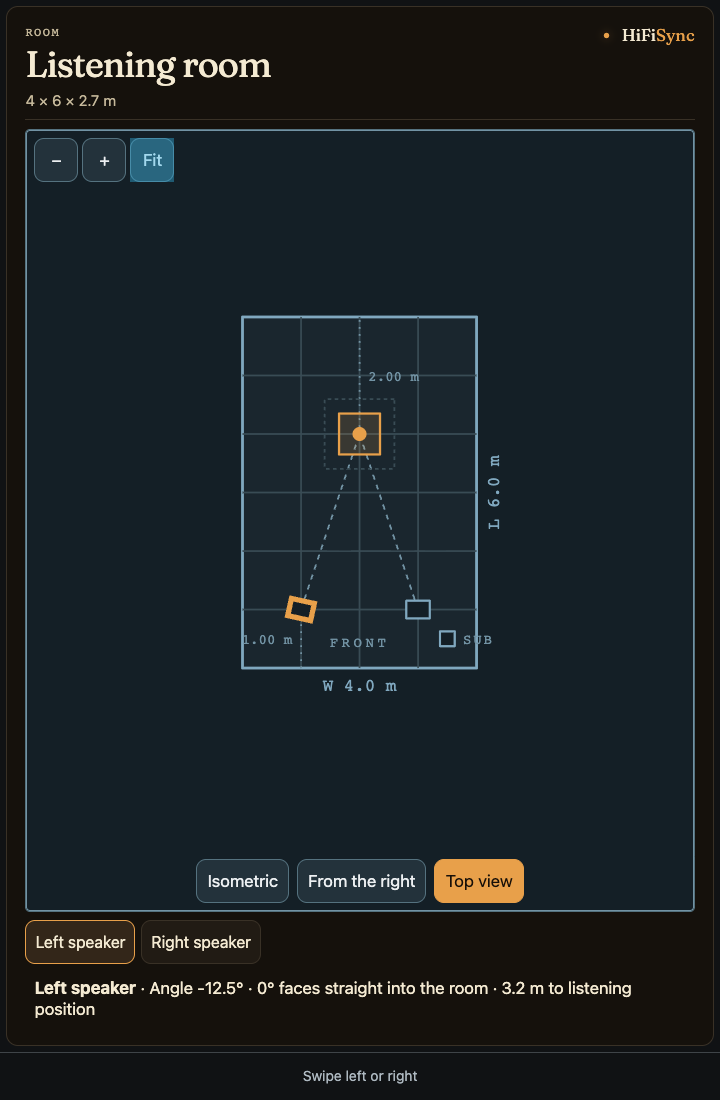 ROOM
HiFiSync
Listening room
4 × 6 × 2.7 m
−
+
Fit
2.00 m
L 6.0 m
1.00 m
FRONT
SUB
W 4.0 m
Isometric
From the right
Top view
Left speaker
Right speaker
Left speaker · Angle -12.5° · 0° faces straight into the room · 3.2 m to listening
position
Swipe left or right